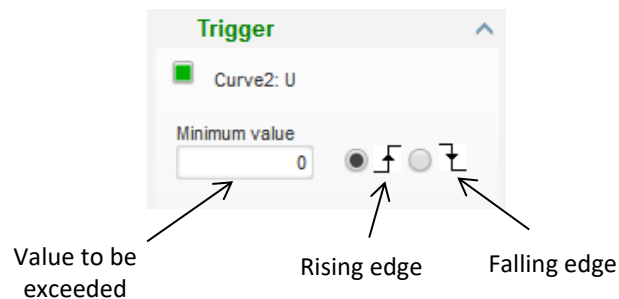 Trigger
Curve2: U
Minimum value
0
Value to be
exceeded
Rising edge
Falling edge